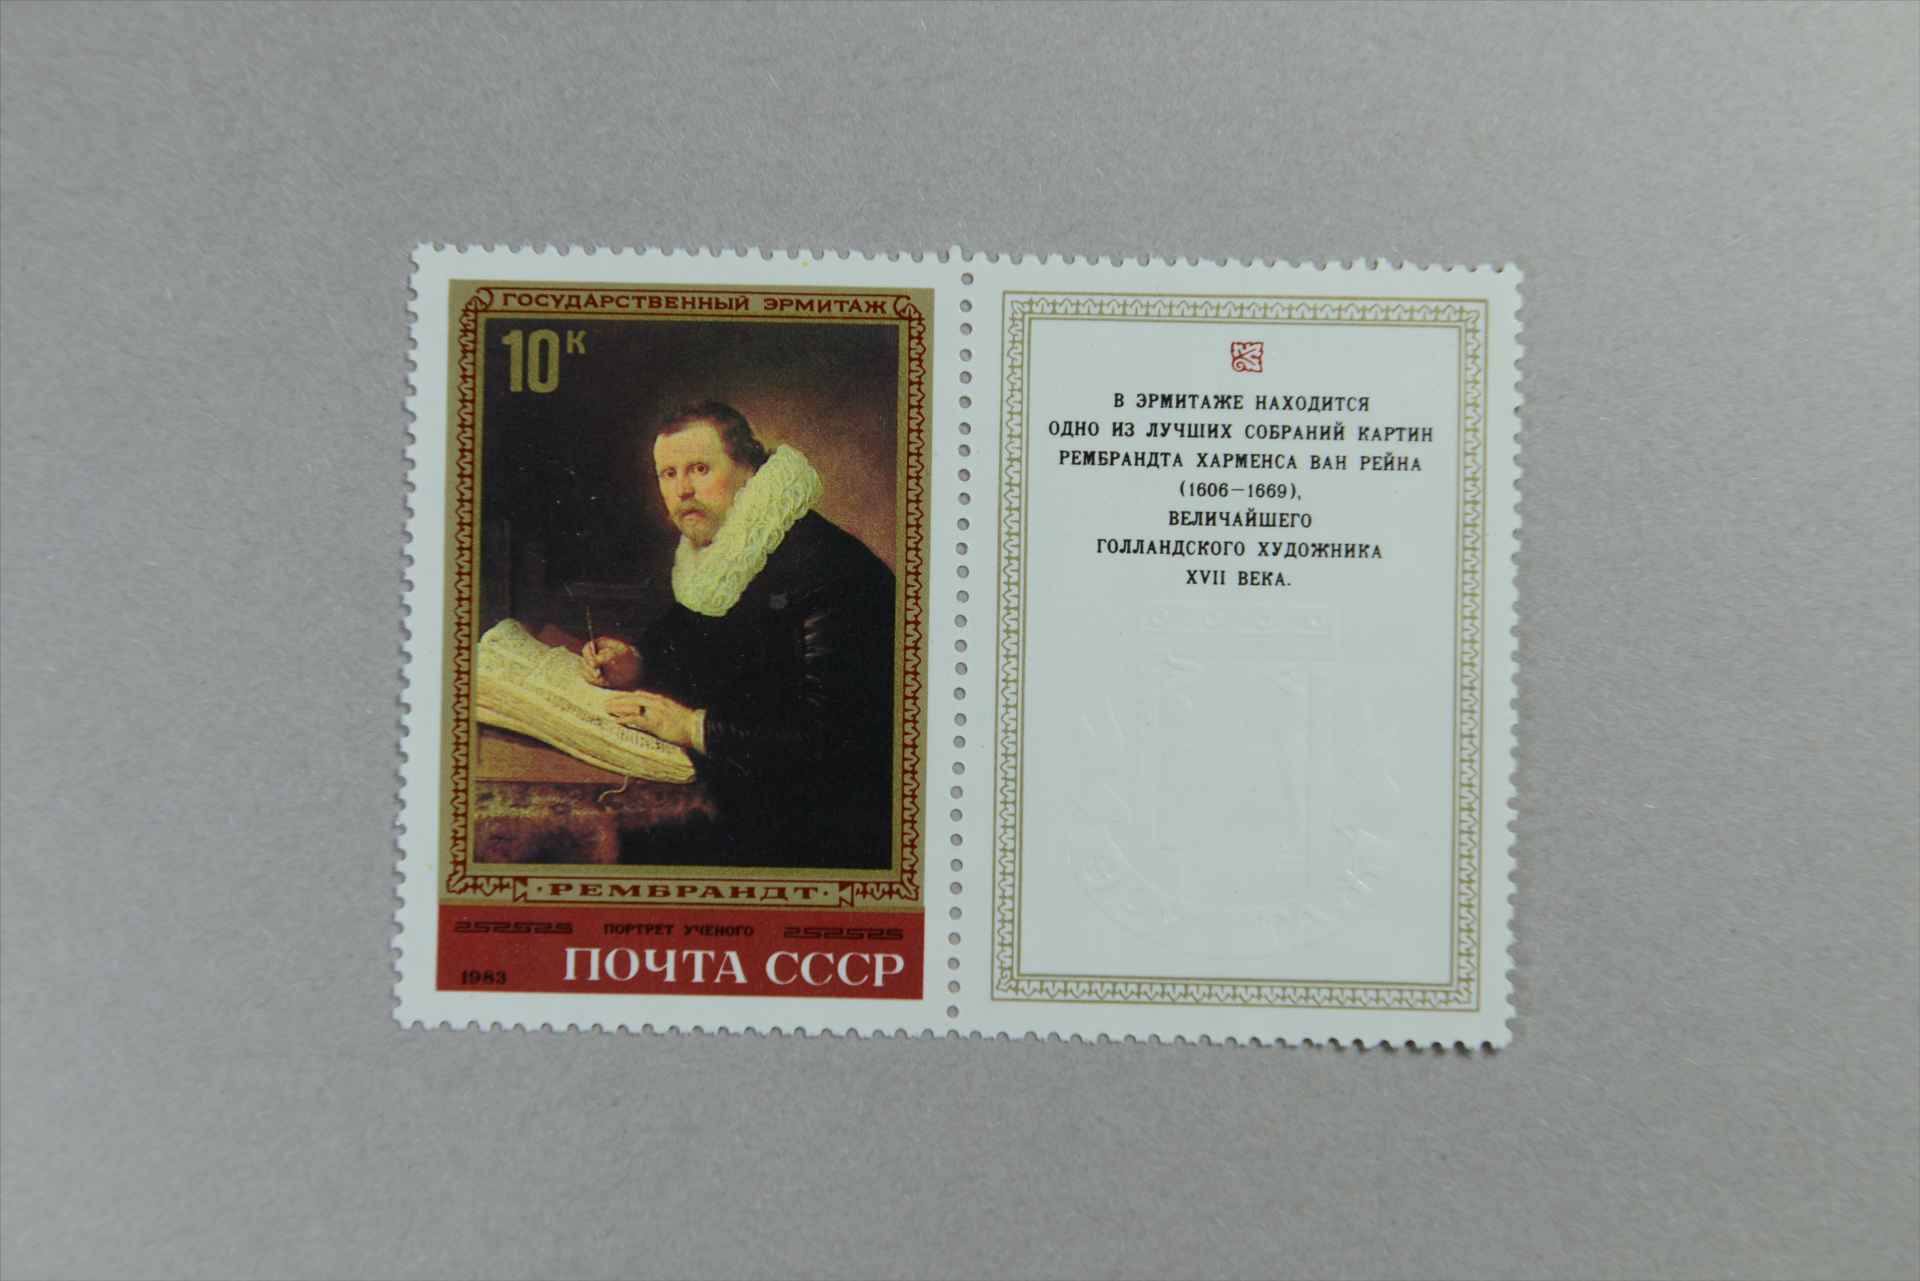 ГОСУДАРСТВЕННЫЙ ЭРМИТАЖ
10К
·РЕМБРАНДТ·
ПОРТРЕТ УЧЕНОГО
1983 ПОЧТА СССР
В ЭРМИТАЖЕ НАХОДИТСЯ
ОДНО ИЗ ЛУЧШИХ СОБРАНИЙ КАРТИН
РЕМБРАНДТА ХАРМЕНСА ВАН РЕЙНА
(1606—1669),
ВЕЛИЧАЙШЕГО
ГОЛЛАНДСКОГО ХУДОЖНИКА
XVII ВЕКА.